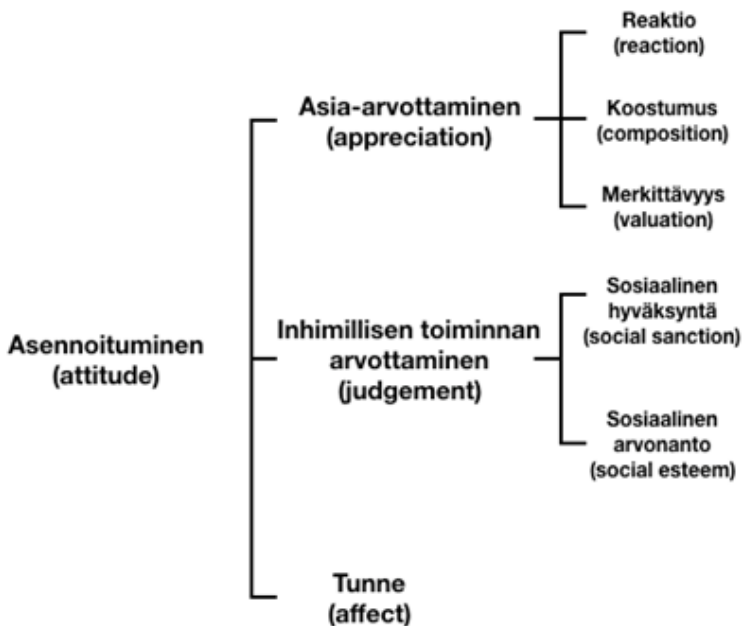 Asennoituminen
(attitude)
Asia-arvottaminen
(appreciation)
Reaktio
(reaction)
Koostumus
(composition)
Merkittävyys
(valuation)
Inhimillisen toiminnan
arvottaminen
(judgement)
Sosiaalinen
hyväksyntä
(social sanction)
Sosiaalinen
arvonanto
(social esteem)
Tunne
(affect)